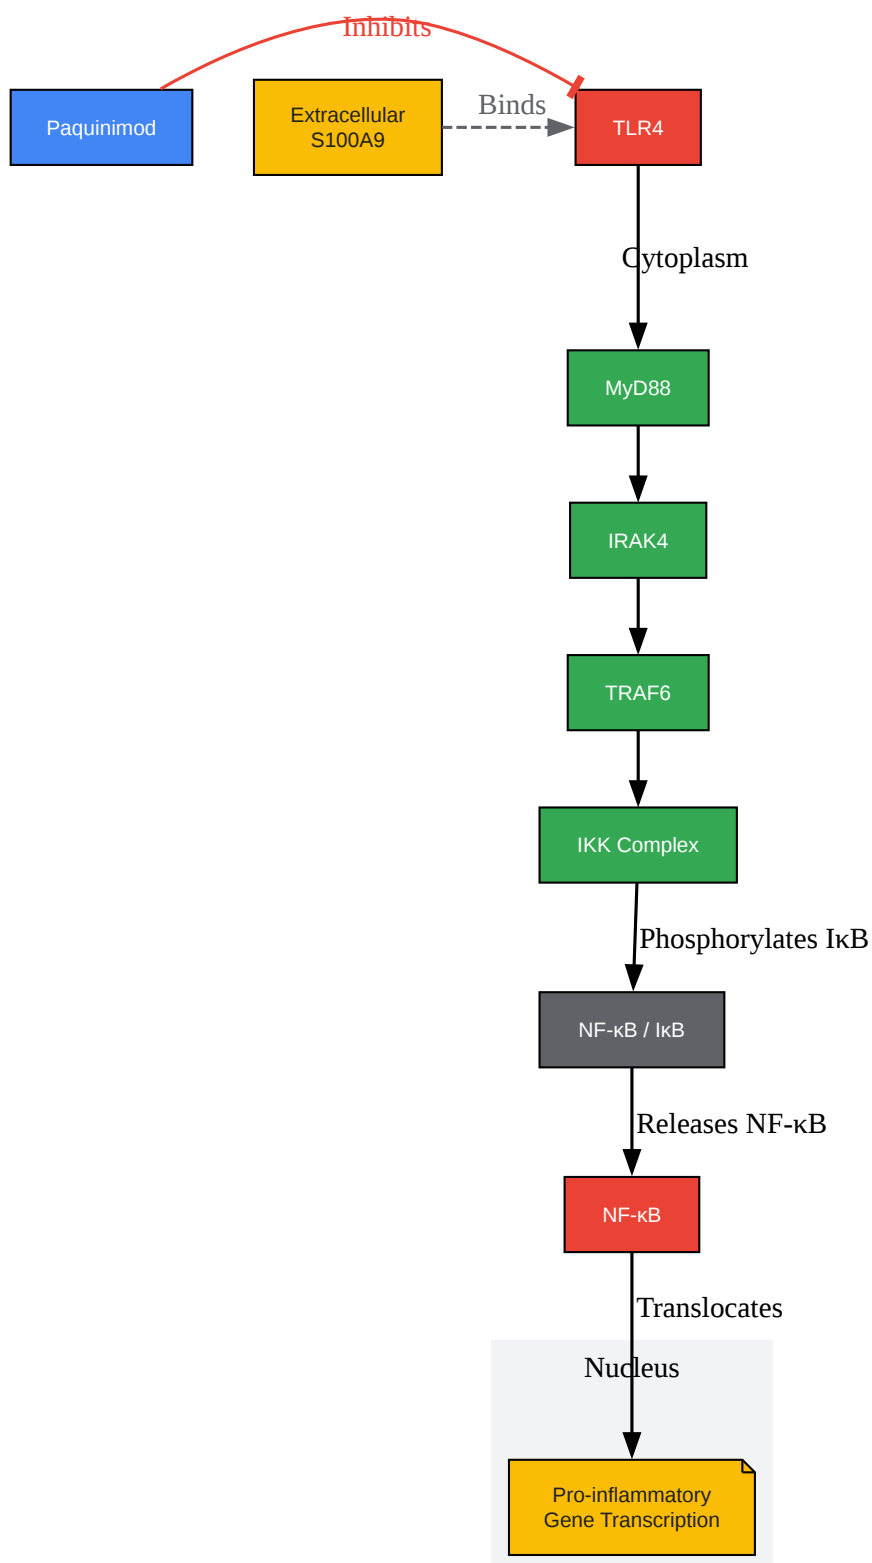 Inhibits
Paquinimod
Extracellular
S100A9
Binds
TLR4
Cytoplasm
MyD88
IRAK4
TRAF6
IKK Complex
Phosphorylates IκB
NF-κB / IκB
Releases NF-κB
NF-κB
Translocates
Nucleus
Pro-inflammatory
Gene Transcription